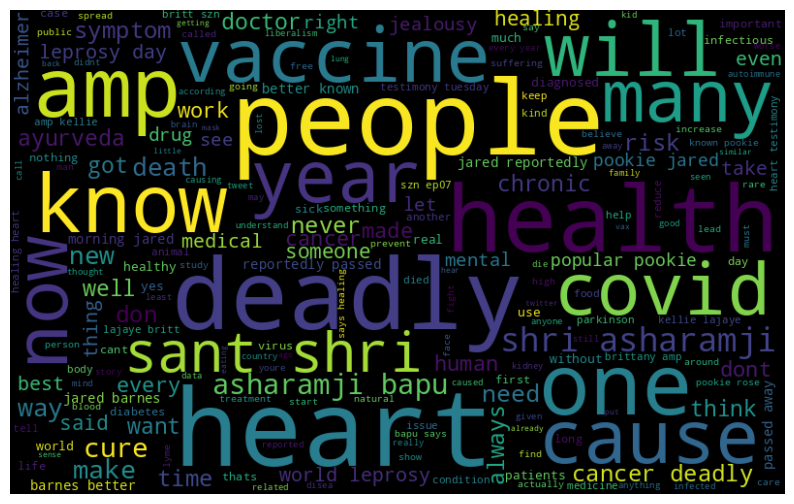 case spread britt szn getting doctor right healing say kid important
symptom public called liberalism jealousy much lot infectious
alzheimer amp leprosy day vaccine will even
back didnt according going free lung every year suffering autoimmune
better known testimony tuesday diagnosed many
amp kellie work brain mask lost keep kind believe away increase known pookie similar
ayurveda drug see people risk
nothing little jared reportedly pookie jared take
call man got death causing tweet year szn ep07 chronic family seen rare heart testimony
know may sick something let another help reduce good lead must
morning jared never made real vax
understand cancer health
healing heart thought animal medical someone prevent
new healthy study reportedly passed mental popular pookie day
now yes died die high food parkinson
well use twitter anyone kellie lajaye
person don least deadly hear fight covid
thing lajaye britt virus says healing
cant sant shri human face still shri asharamji
body story country ago without brittany amp around
best every youre eating dont
mind data asharamji bapu caused first need pookie rose
way jared barnes blood diabetes treatment natural kidney one think
said want start issue bapu says given put
tell world cure heart really show always already long cause passed away
sense thats condition find
life make time reported lyme patients actually medicine anything infected care
barnes better related disea world leprosy cancer deadly